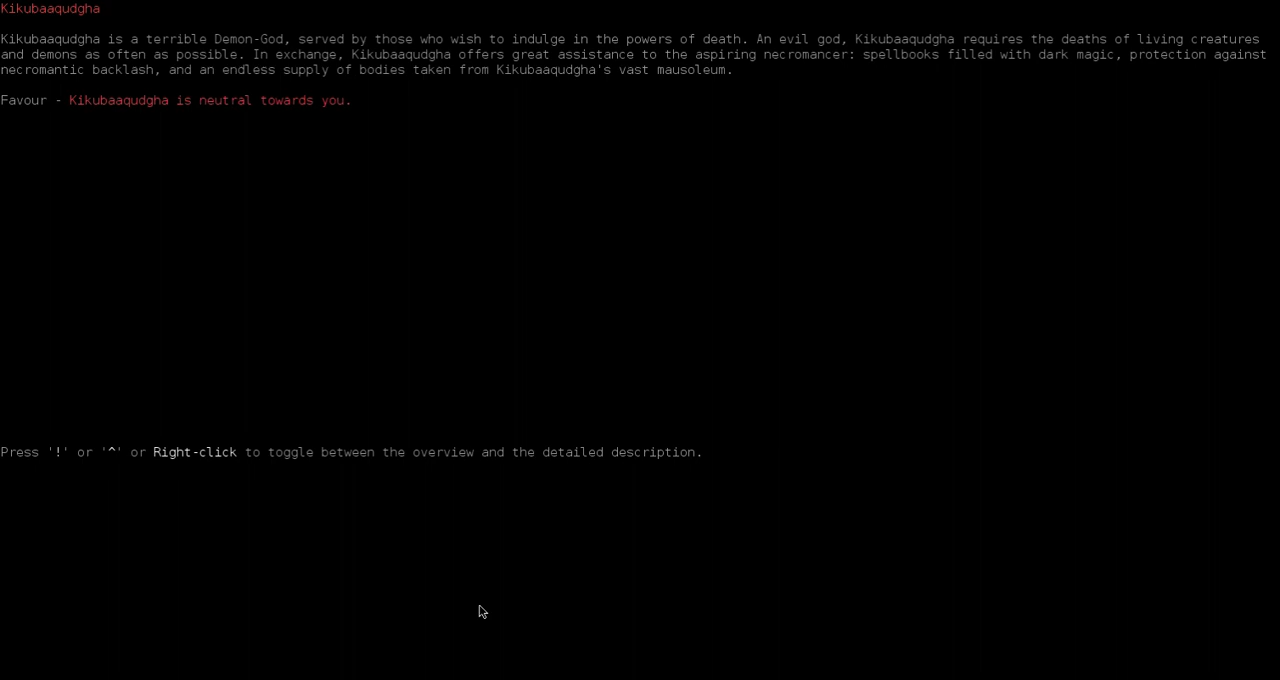 Kikubaaqudgha
Kikubaaqudgha is a terrible Demon-God, served by those who wish to indulge in the powers of death. An evil god, Kikubaaqudgha requires the deaths of living creatures
and demons as often as possible. In exchange, Kikubaaqudgha offers great assistance to the aspiring necromancer: spellbooks filled with dark magic, protection against
necromantic backlash, and an endless supply of bodies taken from Kikubaaqudgha's vast mausoleum.
Favour - Kikubaaqudgha is neutral towards you.
Press '!' or '^' or Right-click to toggle between the overview and the detailed description.